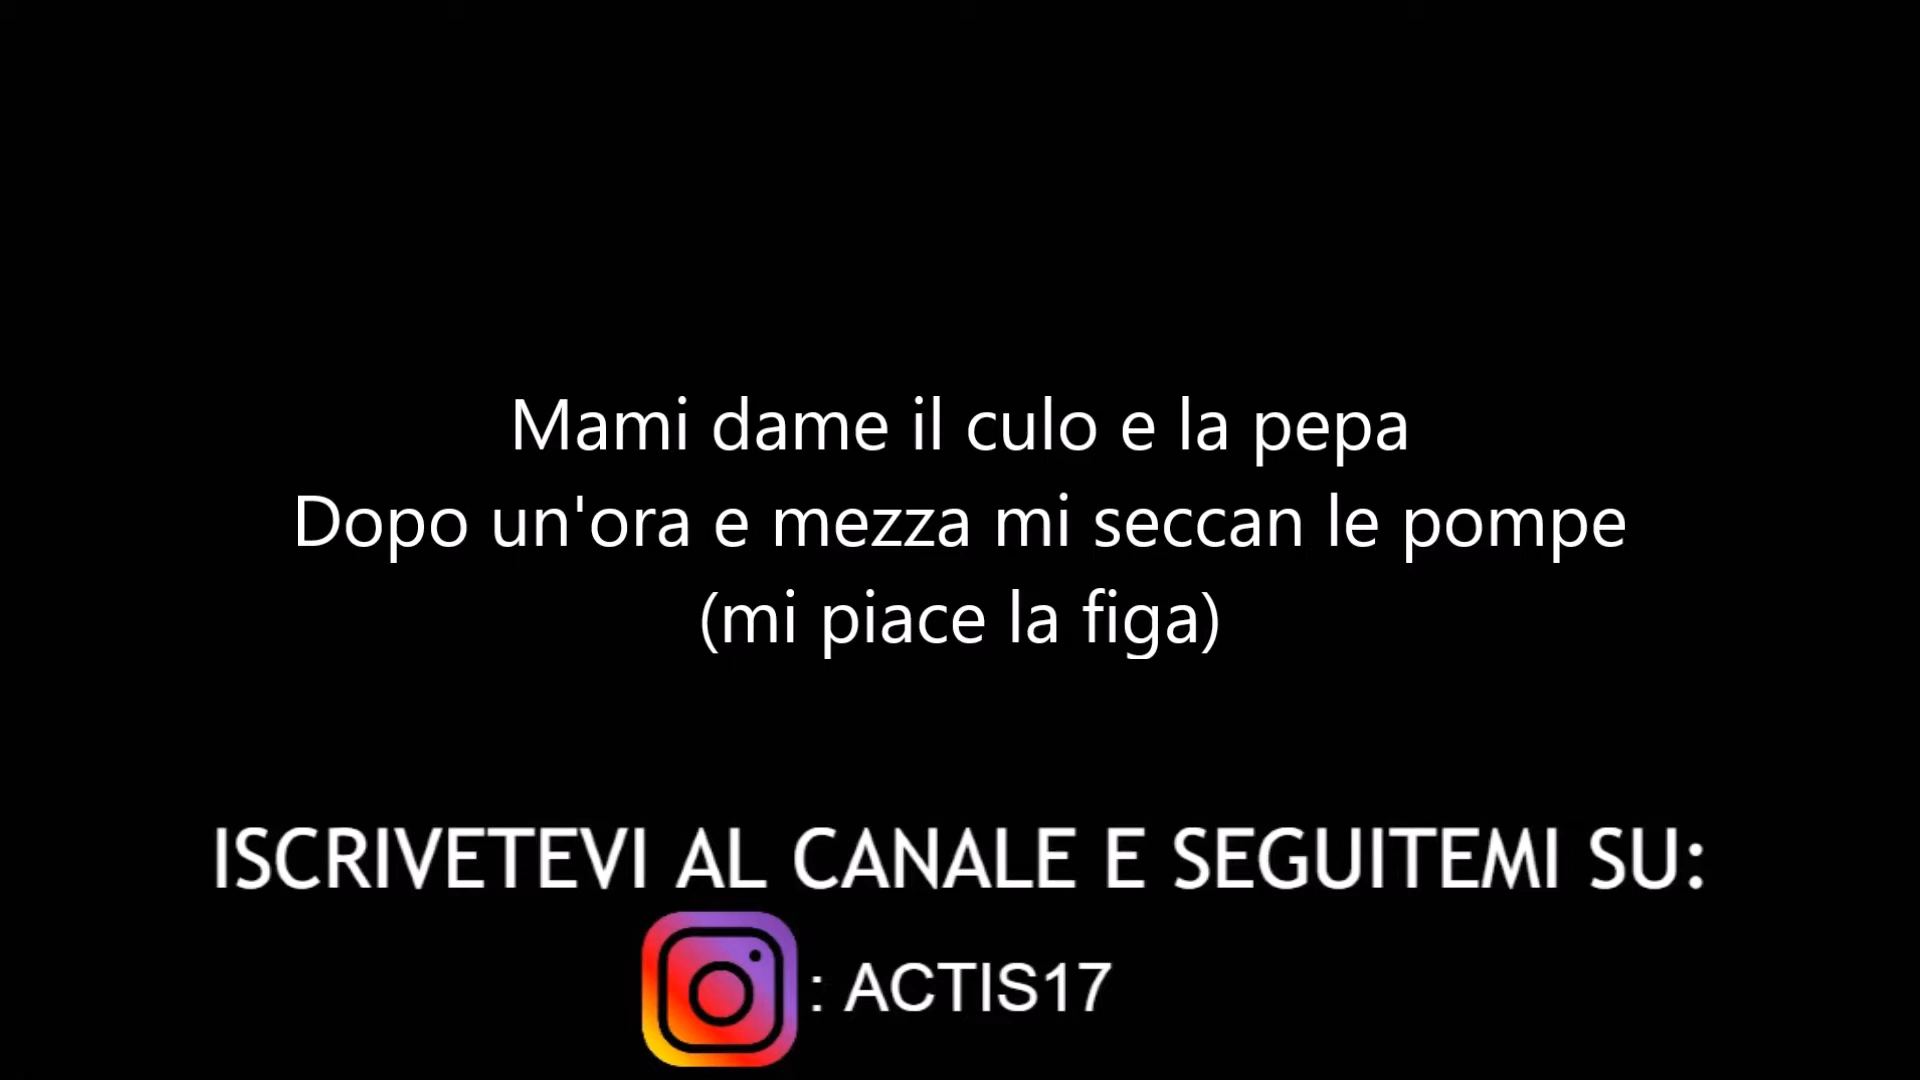 Mami dame il culo e la pepa
Dopo un'ora e mezza mi seccan le pompe
(mi piace la figa)
ISCRIVETEVI AL CANALE E SEGUITEMI SU:
: ACTIS17